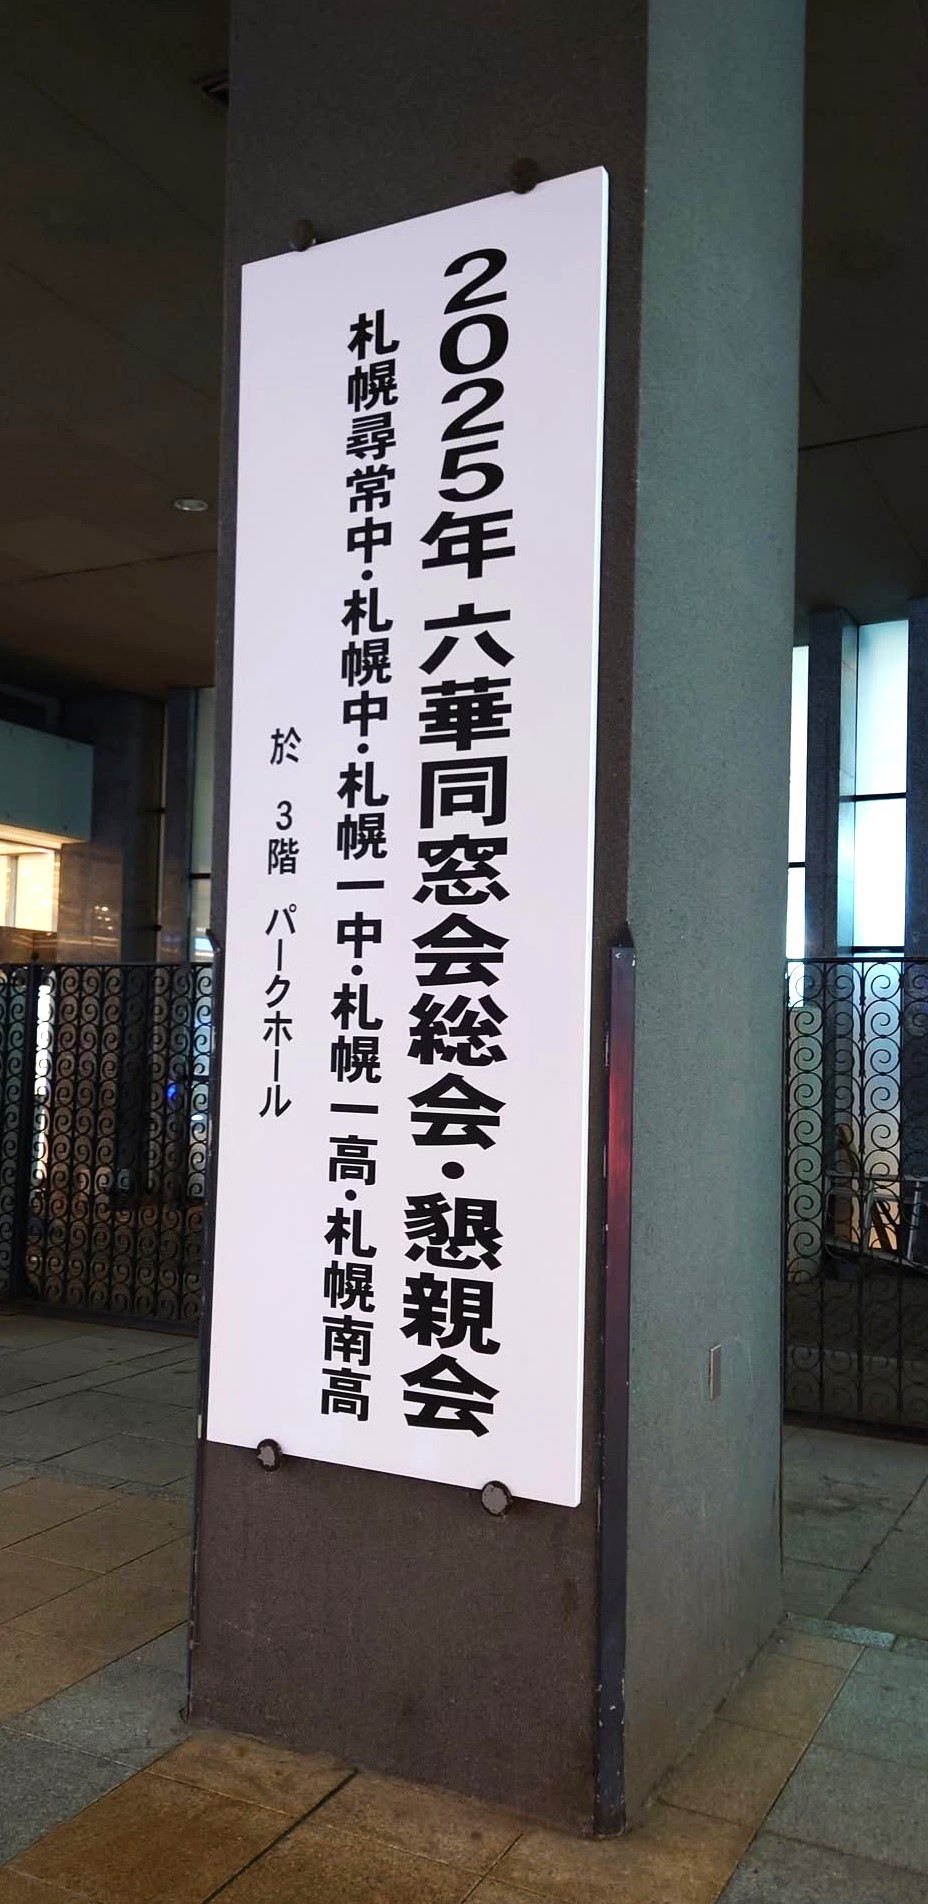 2025年 六華同窓会総会・懇親会
札幌尋常中・札幌中・札幌一中・札幌一高・札幌南高
於 3階 パークホール